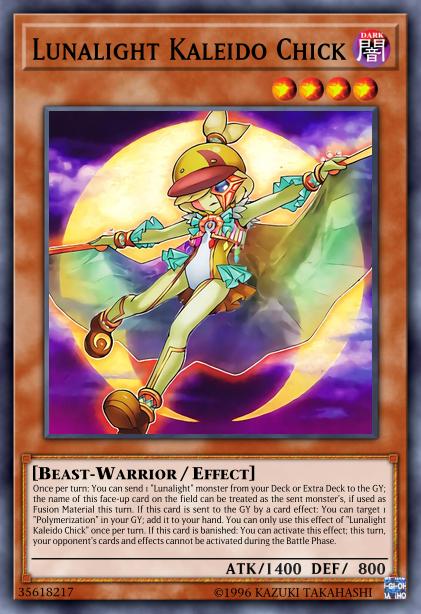 LUNALIGHT KALEIDO CHICK
DARK
闇
[BEAST-WARRIOR / EFFECT]
Once per turn: You can send 1 "Lunalight" monster from your Deck or Extra Deck to the GY;
the name of this face-up card on the field can be treated as the sent monster's, if used as
Fusion Material this turn. If this card is sent to the GY by a card effect: You can target 1
"Polymerization" in your GY; add it to your hand. You can only use this effect of "Lunalight
Kaleido Chick" once per turn. If this card is banished: You can activate this effect; this turn,
your opponent's cards and effects cannot be activated during the Battle Phase.
ATK/1400 DEF/ 800
35618217
©1996 KAZUKI TAKAHASHI